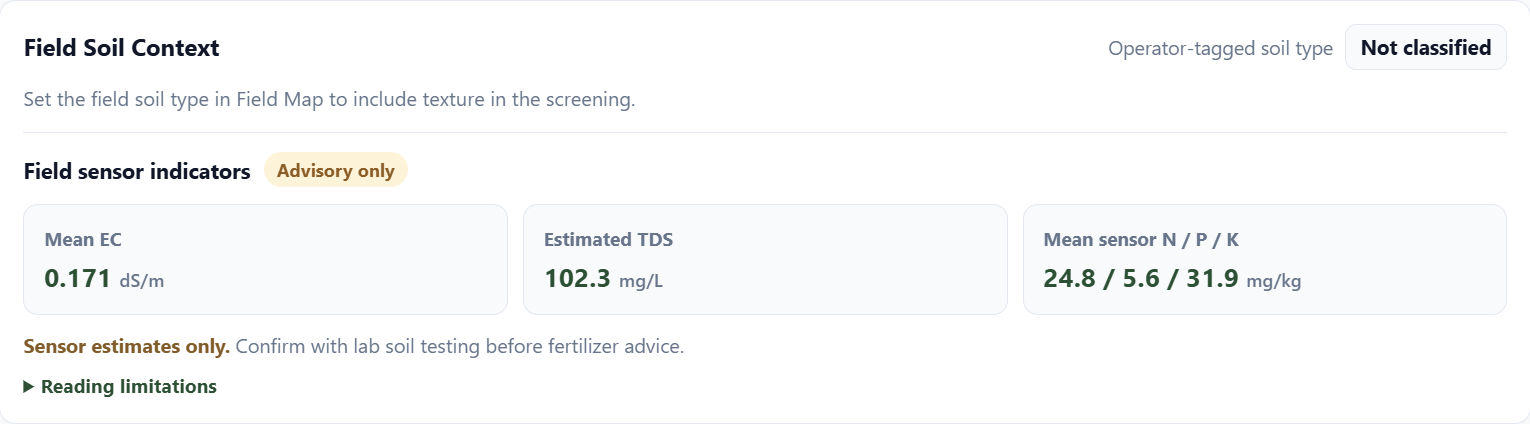 Field Soil Context
Operator-tagged soil type Not classified
Set the field soil type in Field Map to include texture in the screening.
Field sensor indicators Advisory only
Mean EC
0.171 dS/m
Estimated TDS
102.3 mg/L
Mean sensor N / P / K
24.8 / 5.6 / 31.9 mg/kg
Sensor estimates only. Confirm with lab soil testing before fertilizer advice.
Reading limitations